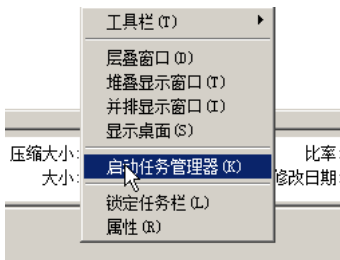 工具栏(T)
层叠窗口(D)
堆叠显示窗口(T)
并排显示窗口(I)
显示桌面(S)
压缩大小:
比率:
启动任务管理器(K)
大小:
修改日期:
锁定任务栏(L)
属性(R)